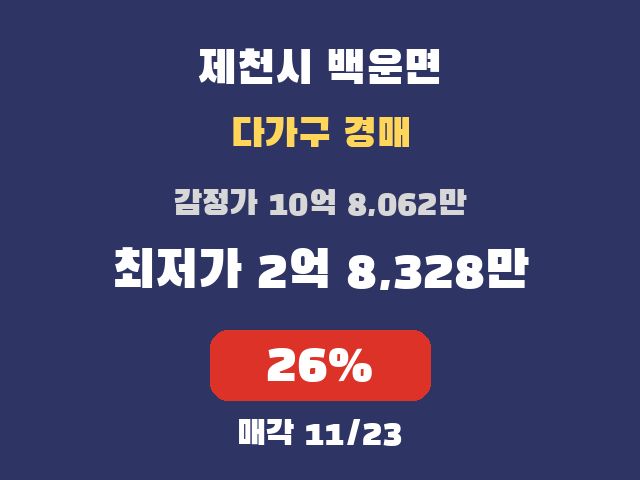 제천시 백운면
다가구 경매
감정가 10억 8,062만
최저가 2억 8,328만
26%
매각 11/23